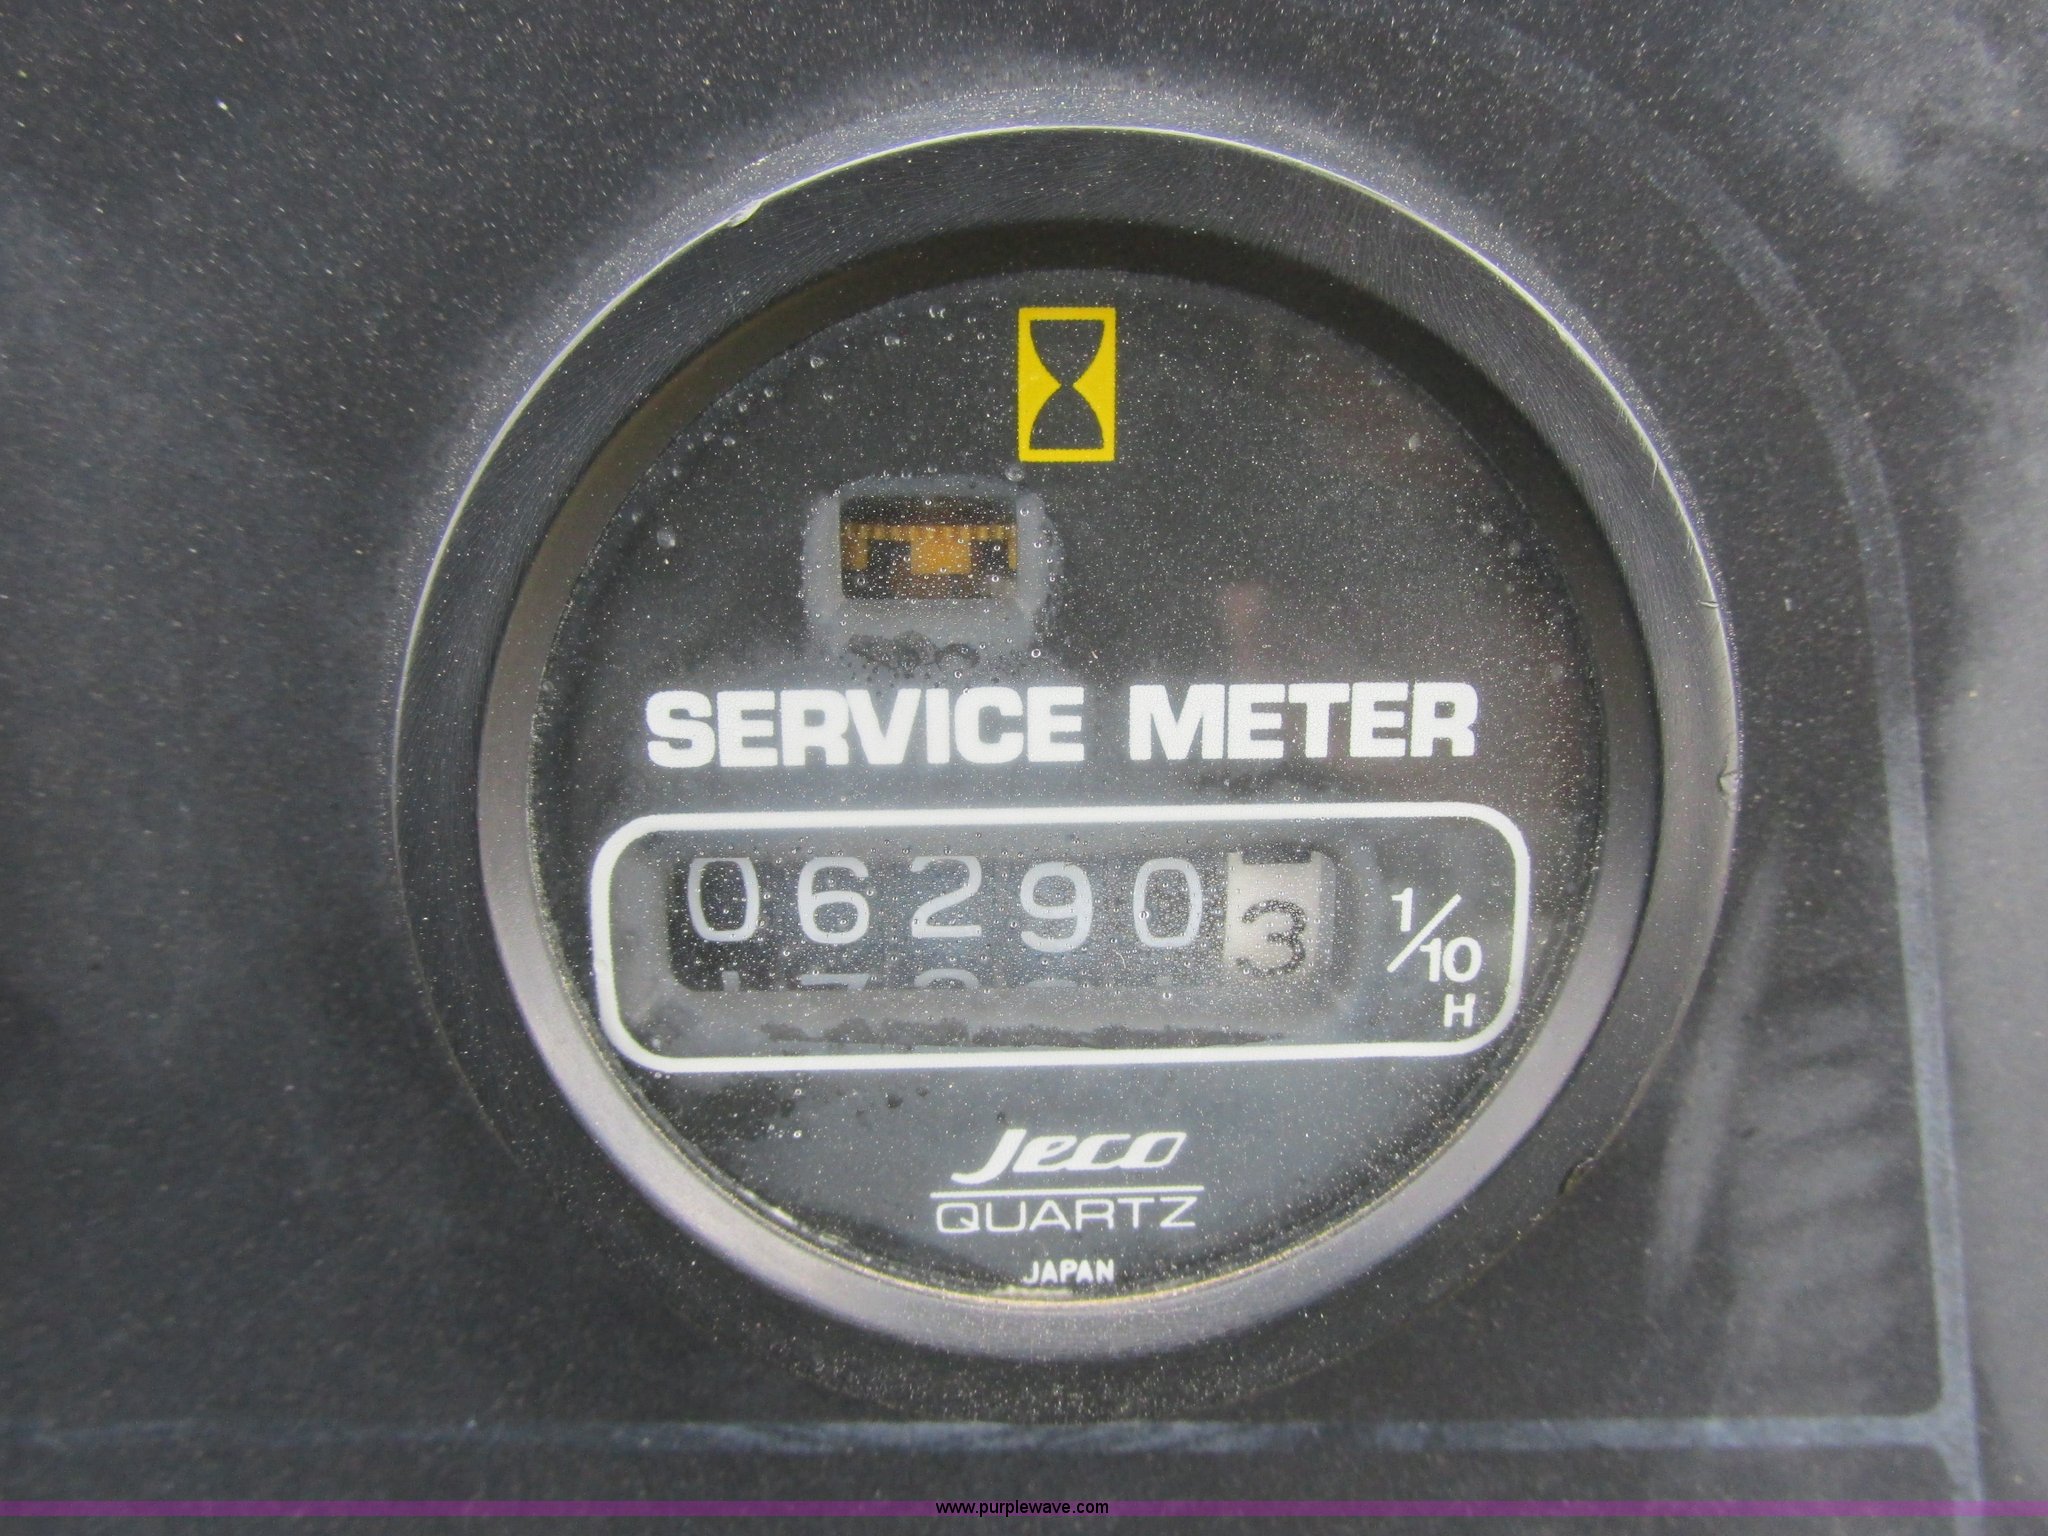 SERVICE METER
062903 1/10 H
Jeco
QUARTZ
JAPAN
www.purplewave.com